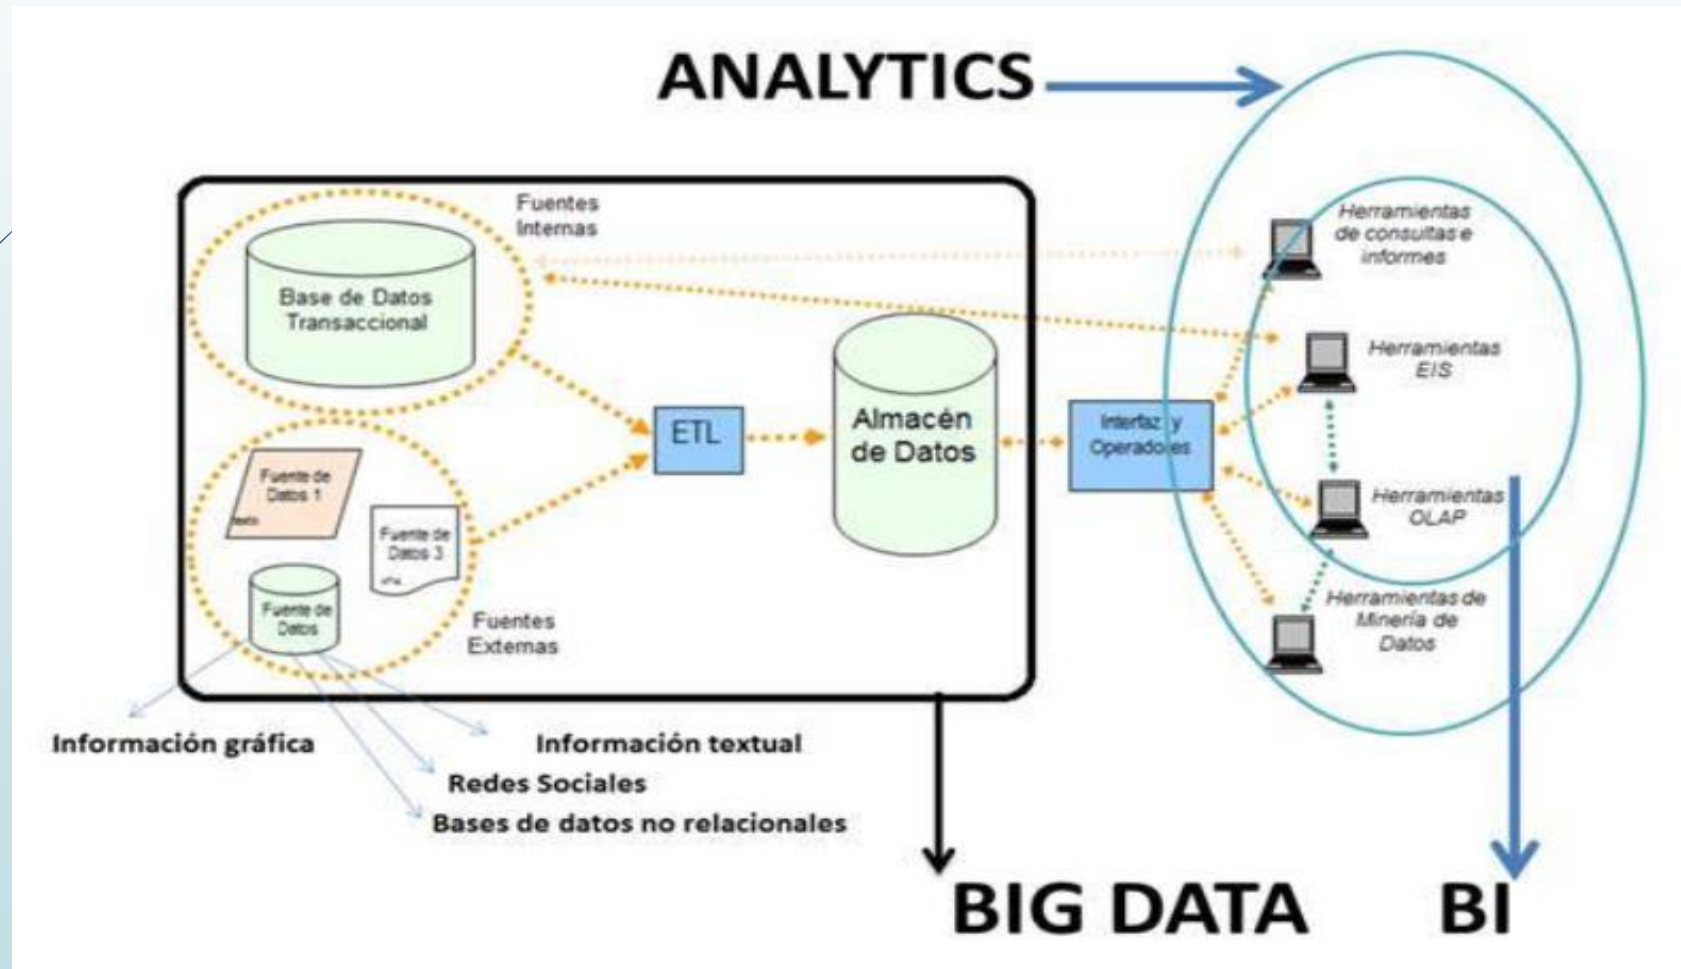 ANALYTICS
Fuentes
Internas
Base de Datos
Transaccional
Herramientas
de consultas e
informes
Herramientas
EIS
Almacén
de Datos
ETL
Interfaz y
Operadores
Fuente de
Datos 1
texto
Fuente de
Datos 3
Fuente de
Datos
Fuentes
Externas
Herramientas
OLAP
Herramientas de
Minería de
Datos
Información gráfica
Información textual
Redes Sociales
Bases de datos no relacionales
BIG DATA
BI